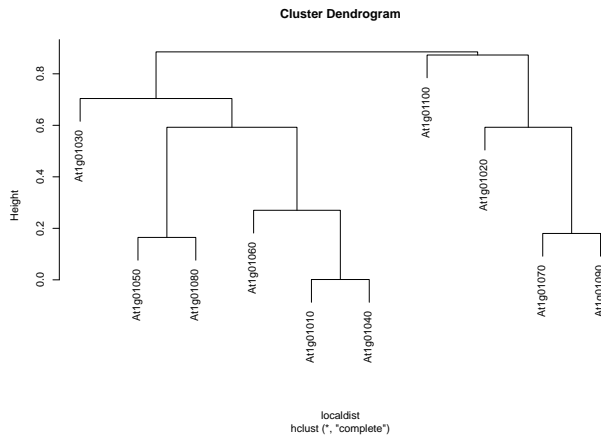 Cluster Dendrogram
Height
0.8
0.6
0.4
0.2
0.0
At1g01030
At1g01050
At1g01080
At1g01060
At1g01010
At1g01040
At1g01100
At1g01020
At1g01070
At1g01090
localdist
hclust (*, "complete")